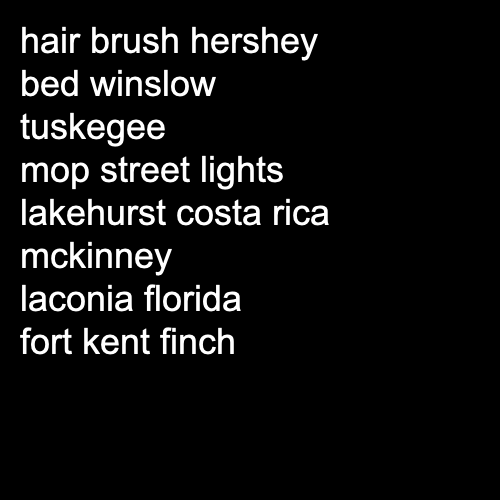 hair brush hershey
bed winslow
tuskegee
mop street lights
lakehurst costa rica
mckinney
laconia florida
fort kent finch